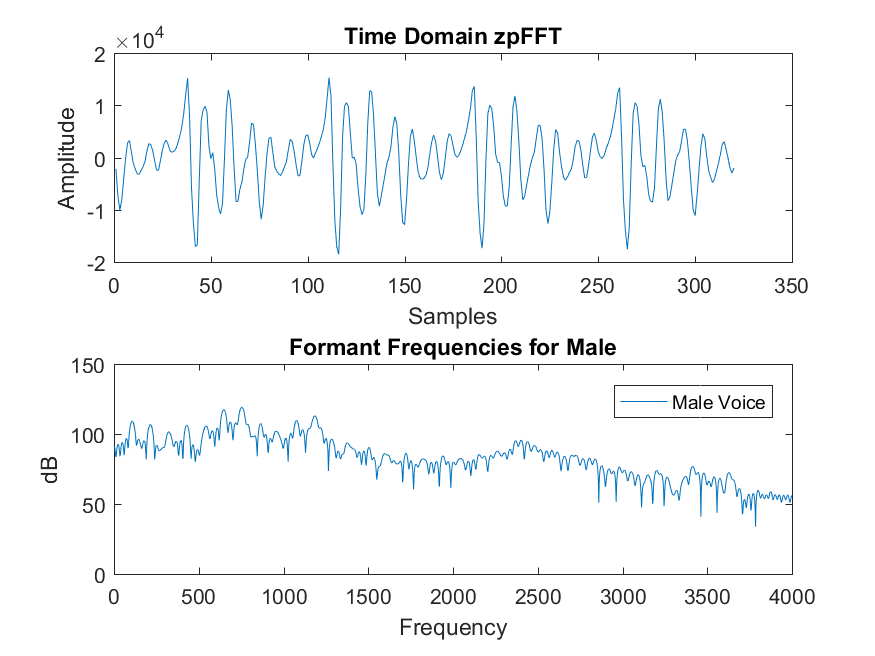 Time Domain zpFFT
×10⁴
2
1
0
-1
-2
Amplitude
0 50 100 150 200 250 300 350
Samples
Formant Frequencies for Male
150
100
50
0
dB
Male Voice
0 500 1000 1500 2000 2500 3000 3500 4000
Frequency